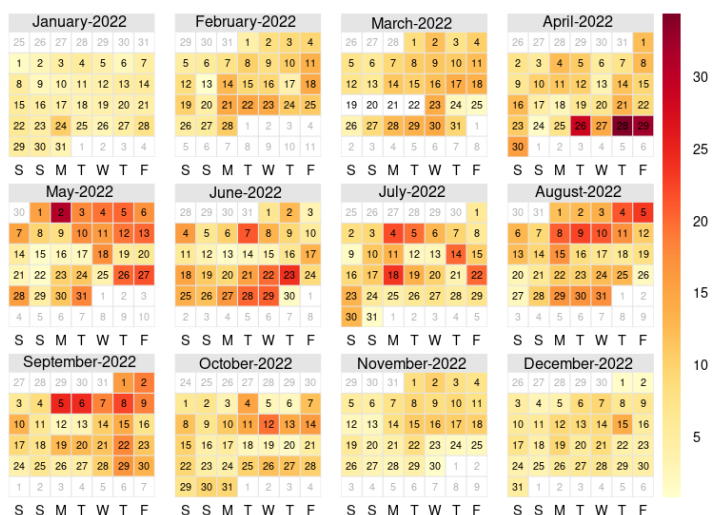 January-2022
25 26 27 28 29 30 31
1 2 3 4 5 6 7
8 9 10 11 12 13 14
15 16 17 18 19 20 21
22 23 24 25 26 27 28
29 30 31 1 2 3 4
S S M T W T F
February-2022
29 30 31 1 2 3 4
5 6 7 8 9 10 11
12 13 14 15 16 17 18
19 20 21 22 23 24 25
26 27 28 1 2 3 4
5 6 7 8 9 10 11
S S M T W T F
March-2022
26 27 28 1 2 3 4
5 6 7 8 9 10 11
12 13 14 15 16 17 18
19 20 21 22 23 24 25
26 27 28 29 30 31 1
2 3 4 5 6 7 8
S S M T W T F
April-2022
26 27 28 29 30 31 1
2 3 4 5 6 7 8
9 10 11 12 13 14 15
16 17 18 19 20 21 22
23 24 25 26 27 28 29
30 1 2 3 4 5 6
S S M T W T F
May-2022
30 1 2 3 4 5 6
7 8 9 10 11 12 13
14 15 16 17 18 19 20
21 22 23 24 25 26 27
28 29 30 31 1 2 3
4 5 6 7 8 9 10
S S M T W T F
June-2022
28 29 30 31 1 2 3
4 5 6 7 8 9 10
11 12 13 14 15 16 17
18 19 20 21 22 23 24
25 26 27 28 29 30 1
2 3 4 5 6 7 8
S S M T W T F
July-2022
25 26 27 28 29 30 1
2 3 4 5 6 7 8
9 10 11 12 13 14 15
16 17 18 19 20 21 22
23 24 25 26 27 28 29
30 31 1 2 3 4 5
S S M T W T F
August-2022
30 31 1 2 3 4 5
6 7 8 9 10 11 12
13 14 15 16 17 18 19
20 21 22 23 24 25 26
27 28 29 30 31 1 2
3 4 5 6 7 8 9
S S M T W T F
September-2022
27 28 29 30 31 1 2
3 4 5 6 7 8 9
10 11 12 13 14 15 16
17 18 19 20 21 22 23
24 25 26 27 28 29 30
1 2 3 4 5 6 7
S S M T W T F
October-2022
24 25 26 27 28 29 30
1 2 3 4 5 6 7
8 9 10 11 12 13 14
15 16 17 18 19 20 21
22 23 24 25 26 27 28
29 30 31 1 2 3 4
S S M T W T F
November-2022
29 30 31 1 2 3 4
5 6 7 8 9 10 11
12 13 14 15 16 17 18
19 20 21 22 23 24 25
26 27 28 29 30 1 2
3 4 5 6 7 8 9
S S M T W T F
December-2022
26 27 28 29 30 1 2
3 4 5 6 7 8 9
10 11 12 13 14 15 16
17 18 19 20 21 22 23
24 25 26 27 28 29 30
31 1 2 3 4 5 6
S S M T W T F
30
25
20
15
10
5